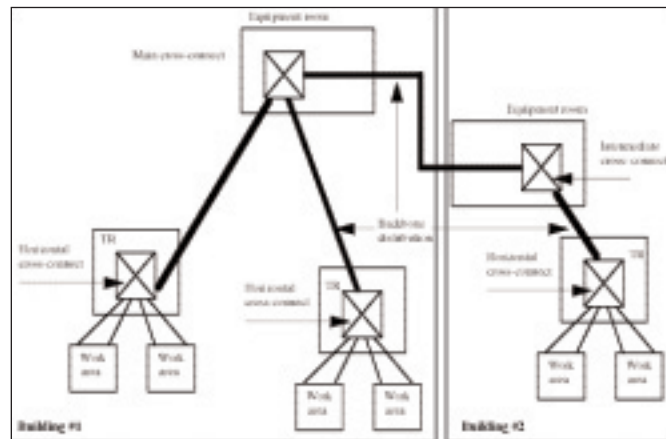 Equipment room
Main cross-connect
Equipment room
Intermediate
cross-connect
Backbone
distribution
TR
Horizontal
cross-connect
TR
Horizontal
cross-connect
TR
Horizontal
cross-connect
Work
area
Work
area
Work
area
Work
area
Work
area
Work
area
Building #1
Building #2